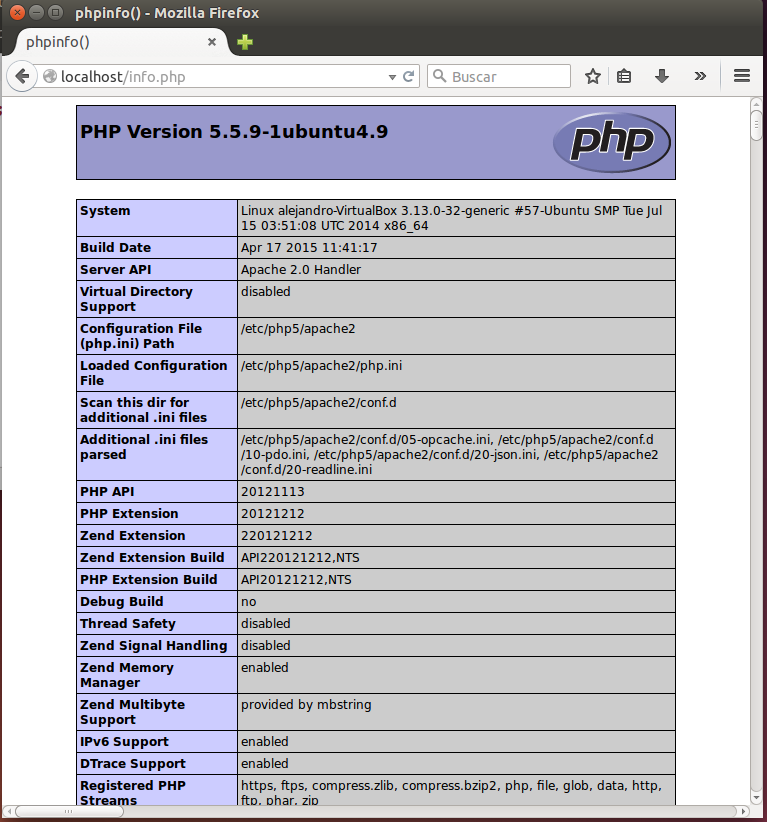 phpinfo() - Mozilla Firefox
phpinfo()
localhost/info.php
Buscar
PHP Version 5.5.9-1ubuntu4.9
php
System
Linux alejandro-VirtualBox 3.13.0-32-generic #57-Ubuntu SMP Tue Jul
15 03:51:08 UTC 2014 x86_64
Build Date
Apr 17 2015 11:41:17
Server API
Apache 2.0 Handler
Virtual Directory
Support
disabled
Configuration File
(php.ini) Path
/etc/php5/apache2
Loaded Configuration
File
/etc/php5/apache2/php.ini
Scan this dir for
additional .ini files
/etc/php5/apache2/conf.d
Additional .ini files
parsed
/etc/php5/apache2/conf.d/05-opcache.ini, /etc/php5/apache2/conf.d
/10-pdo.ini, /etc/php5/apache2/conf.d/20-json.ini, /etc/php5/apache2
/conf.d/20-readline.ini
PHP API
20121113
PHP Extension
20121212
Zend Extension
220121212
Zend Extension Build
API220121212,NTS
PHP Extension Build
API20121212,NTS
Debug Build
no
Thread Safety
disabled
Zend Signal Handling
disabled
Zend Memory
Manager
enabled
Zend Multibyte
Support
provided by mbstring
IPv6 Support
enabled
DTrace Support
enabled
Registered PHP
Streams
https, ftps, compress.zlib, compress.bzip2, php, file, glob, data, http,
ftp, phar, zip